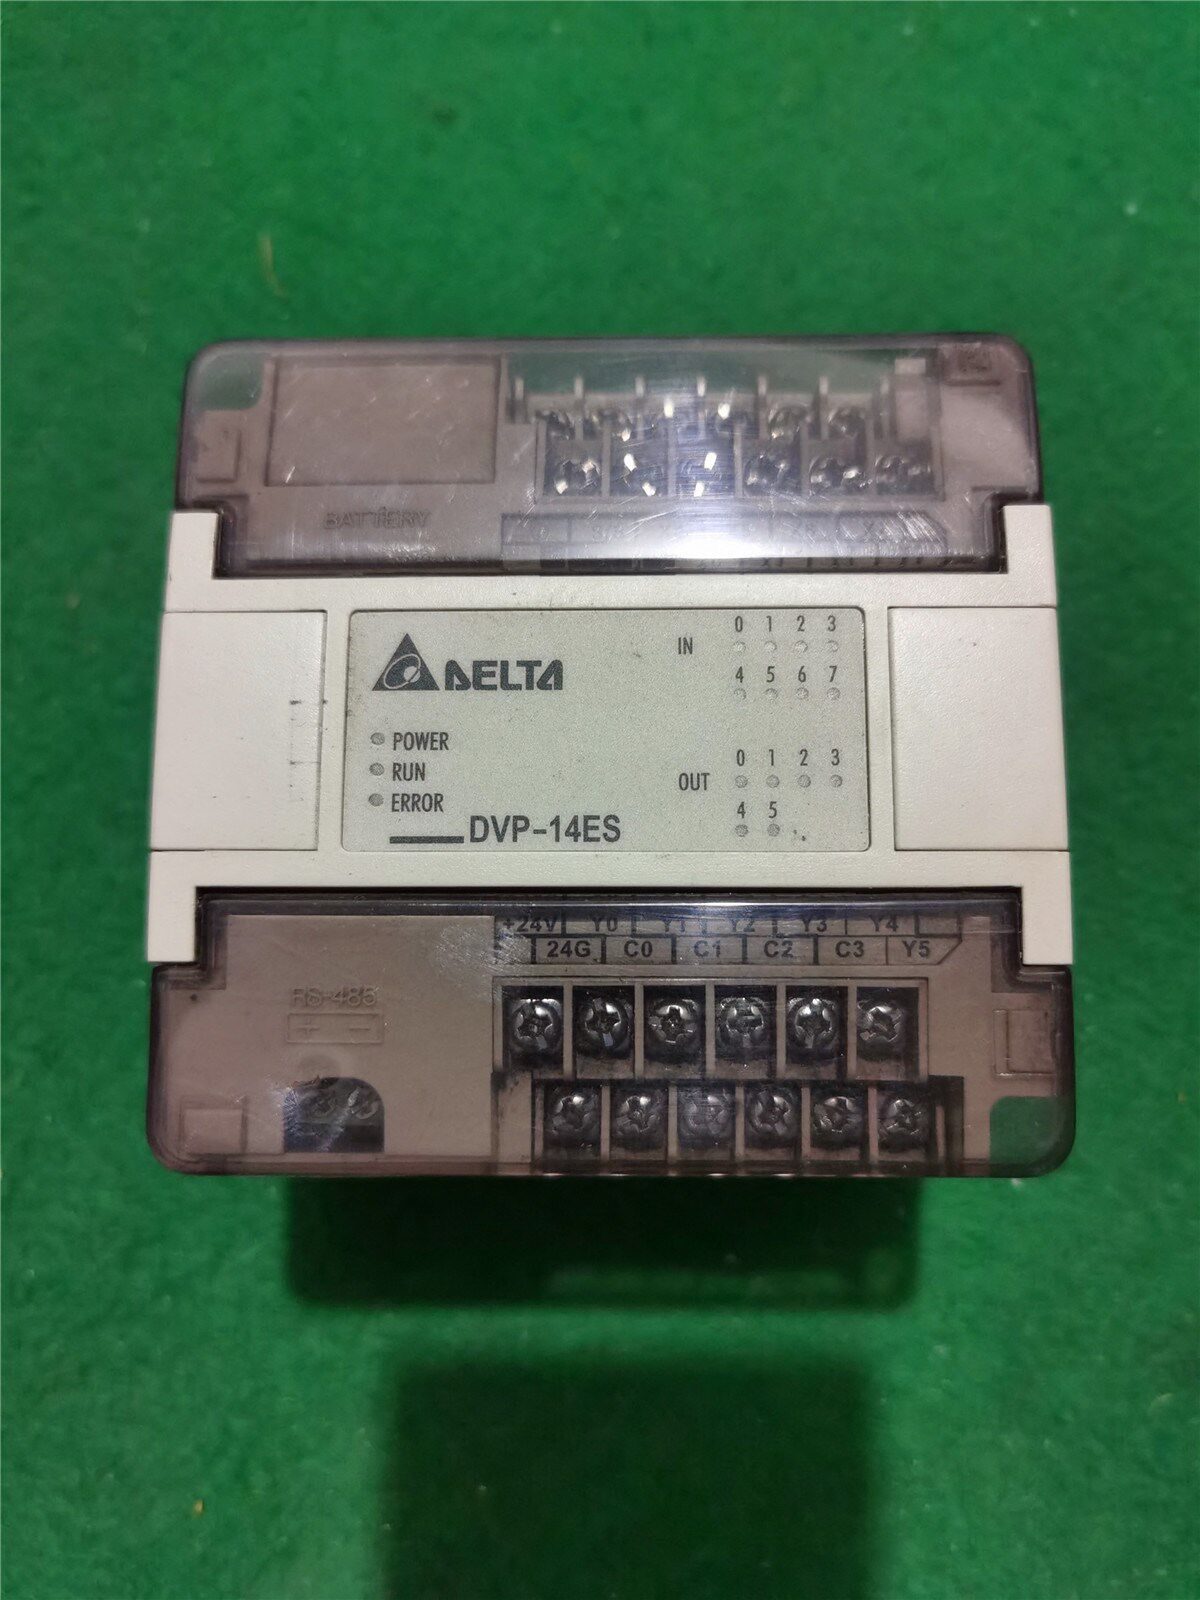 BATTERY
DELTA
POWER
RUN
ERROR
DVP-14ES
IN
0 1 2 3
4 5 6 7
OUT
0 1 2 3
4 5
+24V Y0 Y1 Y2 Y3 Y4
24G C0 C1 C2 C3 Y5
RS-485
+ −